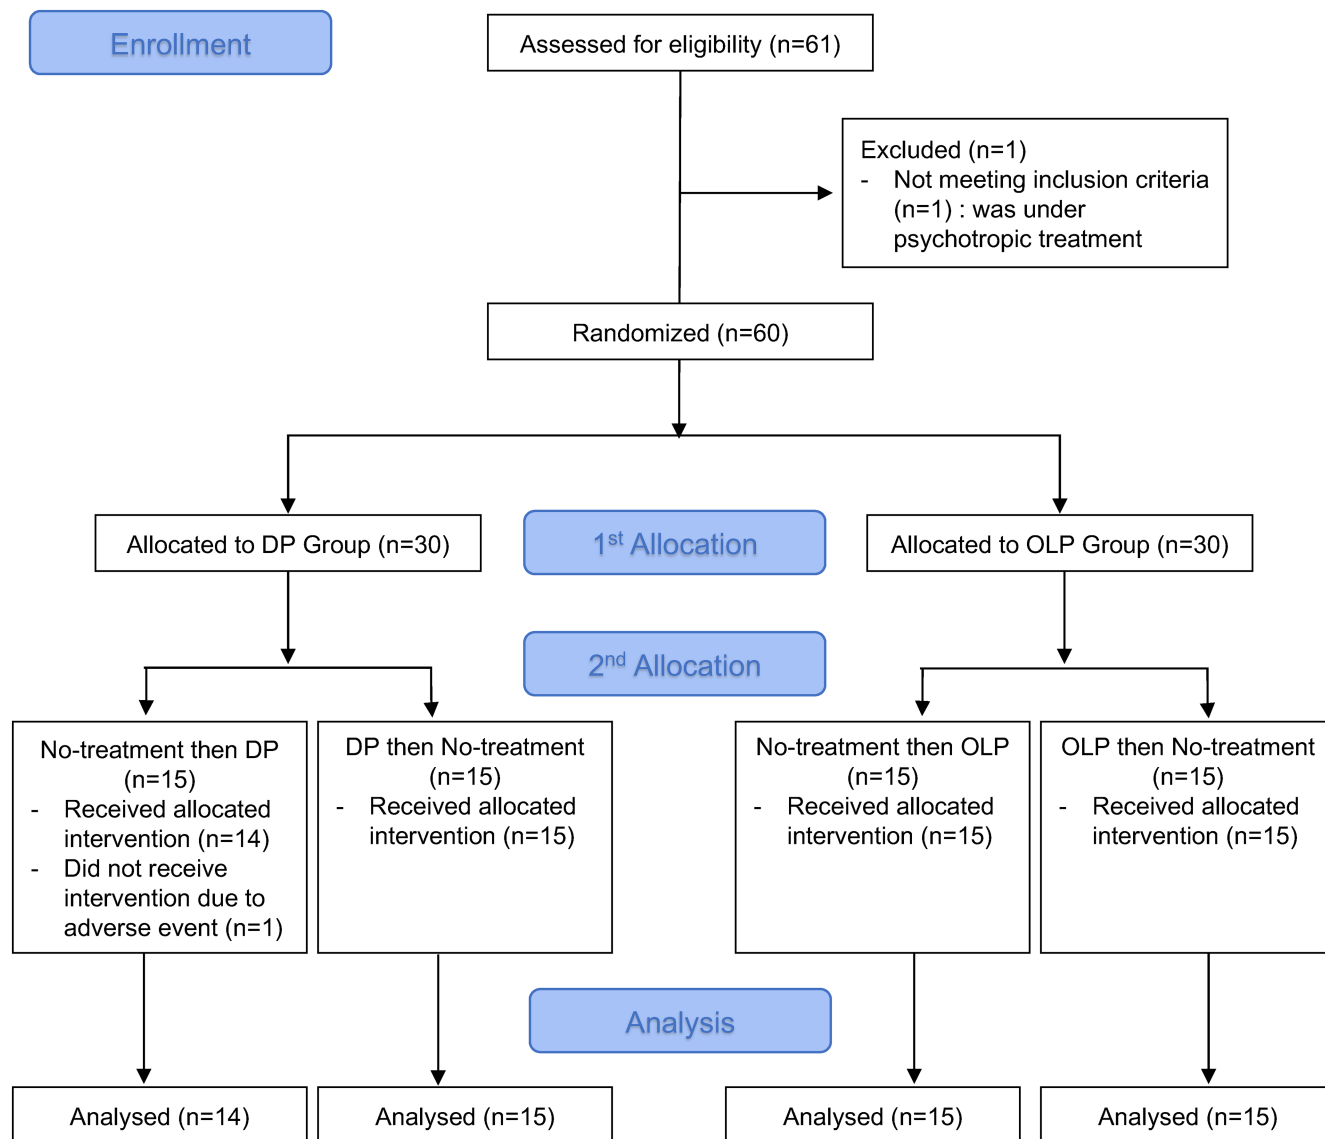 Enrollment
Assessed for eligibility (n=61)
Excluded (n=1)
- Not meeting inclusion criteria
(n=1) : was under
psychotropic treatment
Randomized (n=60)
Allocated to DP Group (n=30)
1st Allocation
Allocated to OLP Group (n=30)
2nd Allocation
No-treatment then DP
(n=15)
- Received allocated
intervention (n=14)
- Did not receive
intervention due to
adverse event (n=1)
DP then No-treatment
(n=15)
- Received allocated
intervention (n=15)
No-treatment then OLP
(n=15)
- Received allocated
intervention (n=15)
OLP then No-treatment
(n=15)
- Received allocated
intervention (n=15)
Analysis
Analysed (n=14)
Analysed (n=15)
Analysed (n=15)
Analysed (n=15)